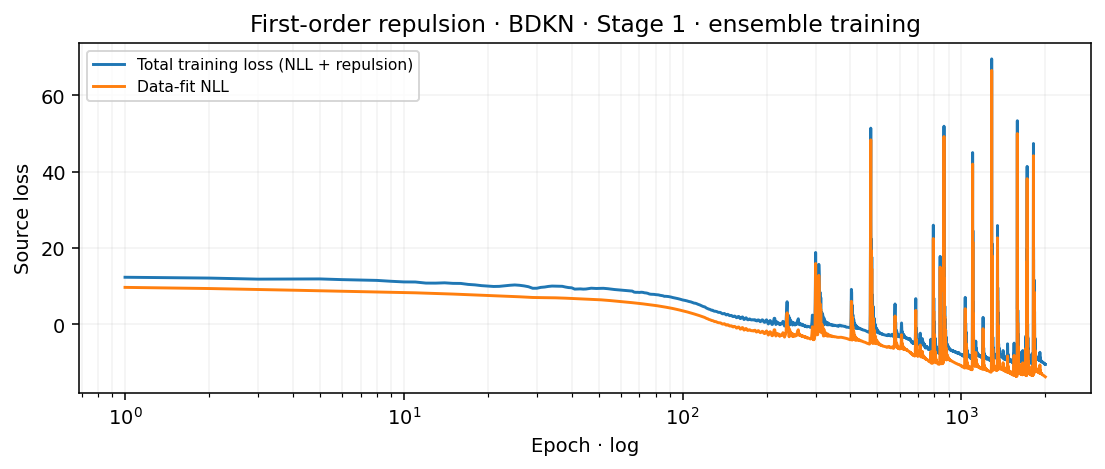 First-order repulsion · BDKN · Stage 1 · ensemble training
Total training loss (NLL + repulsion)
Data-fit NLL
Source loss
60
40
20
0
10⁰
10¹
10²
10³
Epoch · log